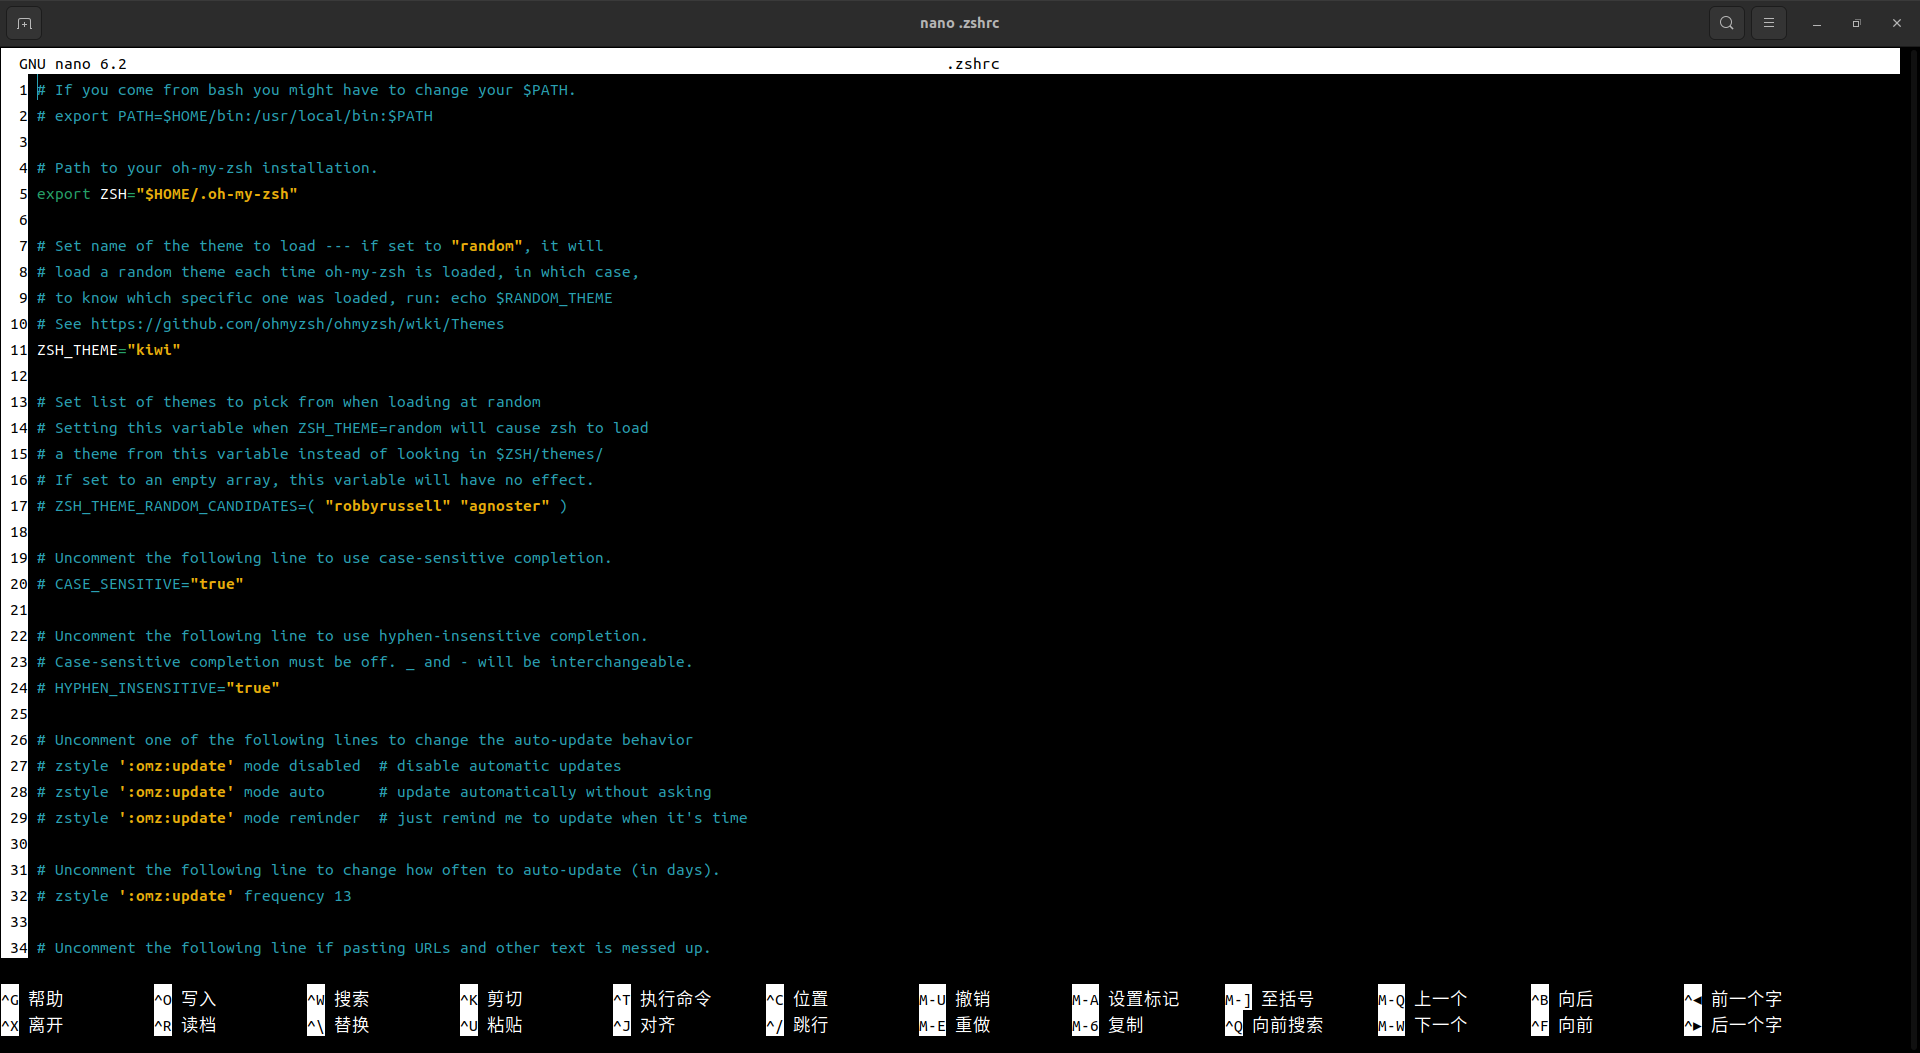 nano .zshrc
GNU nano 6.2 .zshrc
1 # If you come from bash you might have to change your $PATH.
2 # export PATH=$HOME/bin:/usr/local/bin:$PATH
3
4 # Path to your oh-my-zsh installation.
5 export ZSH="$HOME/.oh-my-zsh"
6
7 # Set name of the theme to load --- if set to "random", it will
8 # load a random theme each time oh-my-zsh is loaded, in which case,
9 # to know which specific one was loaded, run: echo $RANDOM_THEME
10 # See https://github.com/ohmyzsh/ohmyzsh/wiki/Themes
11 ZSH_THEME="kiwi"
12
13 # Set list of themes to pick from when loading at random
14 # Setting this variable when ZSH_THEME=random will cause zsh to load
15 # a theme from this variable instead of looking in $ZSH/themes/
16 # If set to an empty array, this variable will have no effect.
17 # ZSH_THEME_RANDOM_CANDIDATES=( "robbyrussell" "agnoster" )
18
19 # Uncomment the following line to use case-sensitive completion.
20 # CASE_SENSITIVE="true"
21
22 # Uncomment the following line to use hyphen-insensitive completion.
23 # Case-sensitive completion must be off. _ and - will be interchangeable.
24 # HYPHEN_INSENSITIVE="true"
25
26 # Uncomment one of the following lines to change the auto-update behavior
27 # zstyle ':omz:update' mode disabled  # disable automatic updates
28 # zstyle ':omz:update' mode auto      # update automatically without asking
29 # zstyle ':omz:update' mode reminder  # just remind me to update when it's time
30
31 # Uncomment the following line to change how often to auto-update (in days).
32 # zstyle ':omz:update' frequency 13
33
34 # Uncomment the following line if pasting URLs and other text is messed up.
^G 帮助 ^O 写入 ^W 搜索 ^K 剪切 ^T 执行命令 ^C 位置 M-U 撤销 M-A 设置标记 M-] 至括号 M-Q 上一个 ^B 向后 ^◀ 前一个字
^X 离开 ^R 读档 ^\ 替换 ^U 粘贴 ^J 对齐 ^/ 跳行 M-E 重做 M-6 复制 ^Q 向前搜索 M-W 下一个 ^F 向前 ^▶ 后一个字